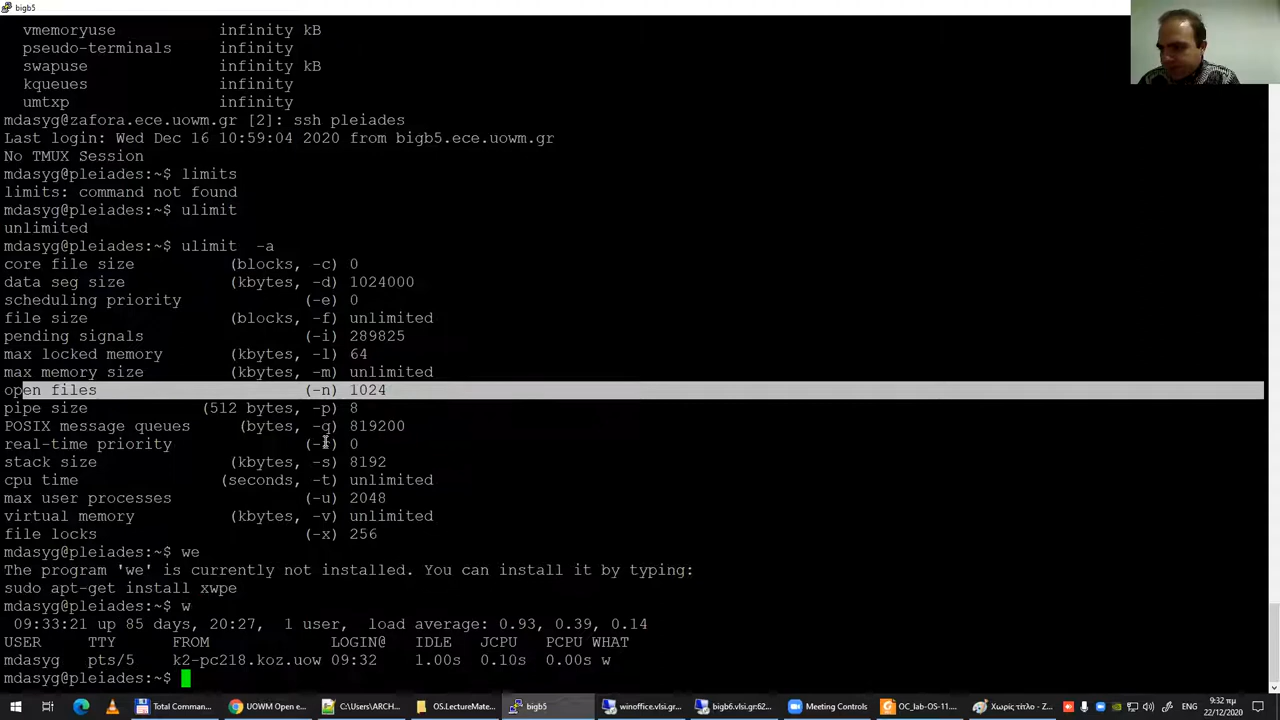 bigb5
vmemoryuse infinity kB
pseudo-terminals infinity
swapuse infinity kB
kqueues infinity
umtxp infinity
mdasyg@zafora.ece.uowm.gr [2]: ssh pleiades
Last login: Wed Dec 16 10:59:04 2020 from bigb5.ece.uowm.gr
No TMUX Session
mdasyg@pleiades:~$ limits
limits: command not found
mdasyg@pleiades:~$ ulimit
unlimited
mdasyg@pleiades:~$ ulimit -a
core file size (blocks, -c) 0
data seg size (kbytes, -d) 1024000
scheduling priority (-e) 0
file size (blocks, -f) unlimited
pending signals (-i) 289825
max locked memory (kbytes, -l) 64
max memory size (kbytes, -m) unlimited
open files (-n) 1024
pipe size (512 bytes, -p) 8
POSIX message queues (bytes, -q) 819200
real-time priority (-r) 0
stack size (kbytes, -s) 8192
cpu time (seconds, -t) unlimited
max user processes (-u) 2048
virtual memory (kbytes, -v) unlimited
file locks (-x) 256
mdasyg@pleiades:~$ we
The program 'we' is currently not installed. You can install it by typing:
sudo apt-get install xwpe
mdasyg@pleiades:~$ w
09:33:21 up 85 days, 20:27, 1 user, load average: 0.93, 0.39, 0.14
USER TTY FROM LOGIN@ IDLE JCPU PCPU WHAT
mdasyg pts/5 k2-pc218.koz.uow 09:32 1.00s 0.10s 0.00s w
mdasyg@pleiades:~$
Total Comman... UOWM Open e... C:\Users\ARCH... OS.LectureMate... bigb5 winoffice.vlsi.gr... bigb6.vlsi.gr:62... Meeting Controls OC_lab-OS-11.... Χωρίς τίτλο - Z... ENG 9:32 πμ
22/12/2020